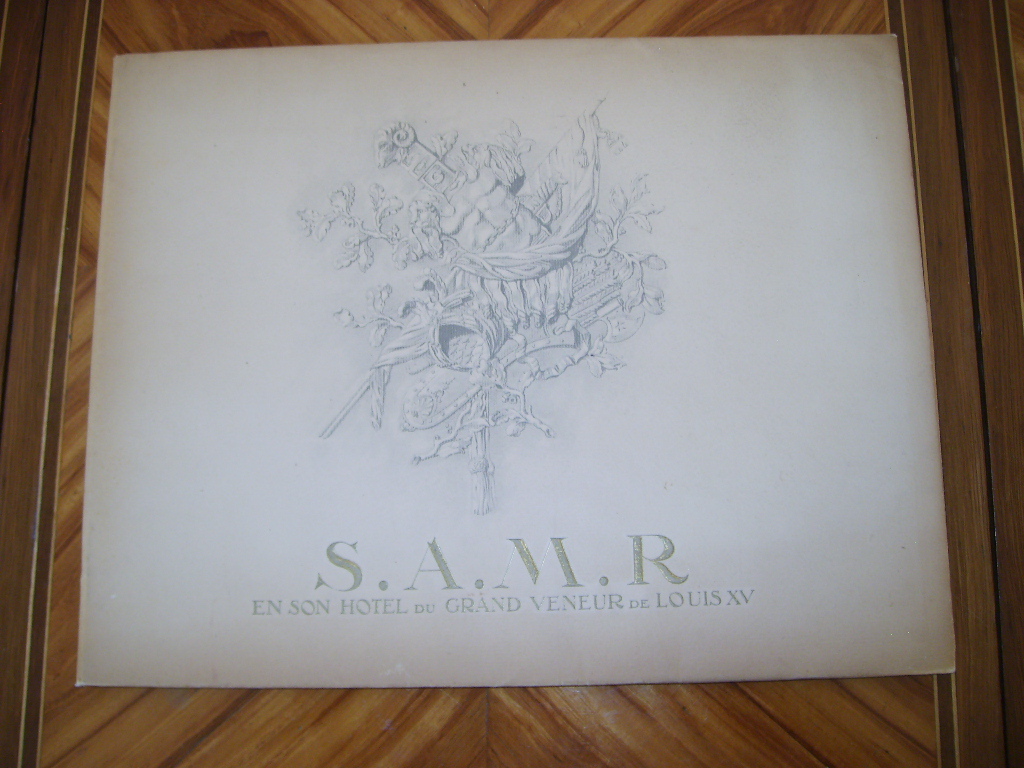 S.A.M.R
EN SON HOTEL DU GRAND VENEUR DE LOUIS XV